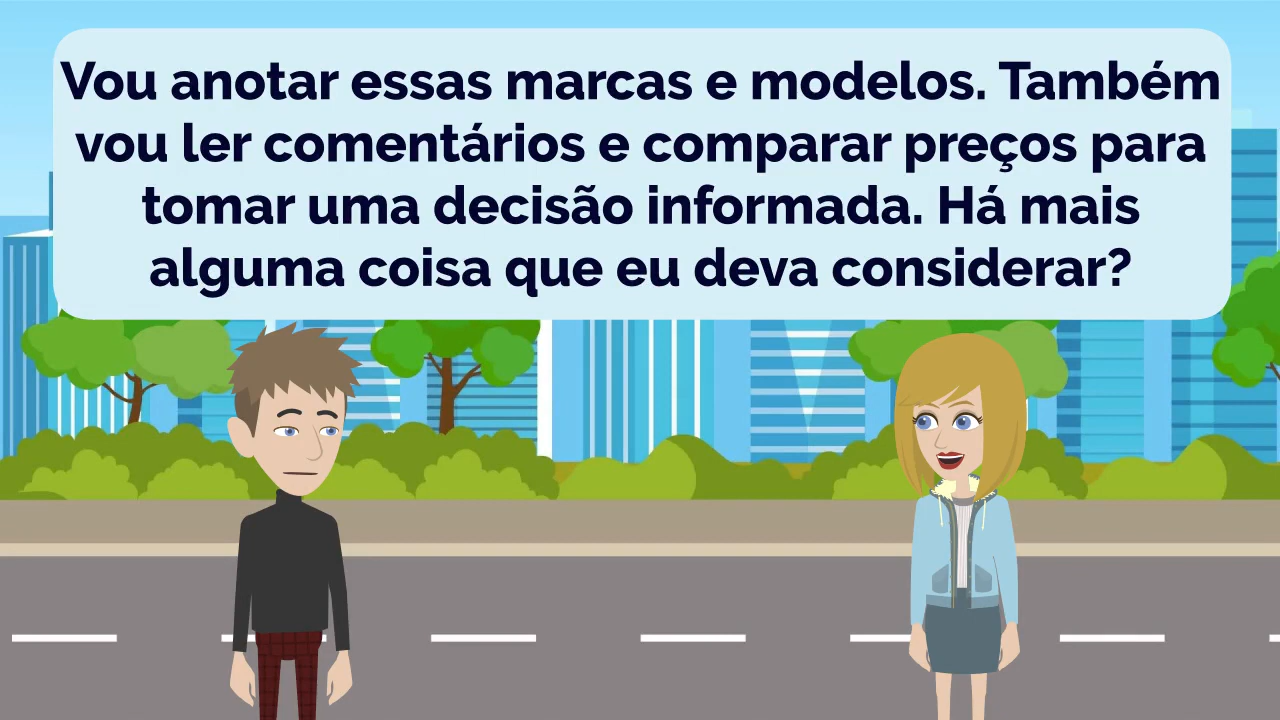 Vou anotar essas marcas e modelos. Também
vou ler comentários e comparar preços para
tomar uma decisão informada. Há mais
alguma coisa que eu deva considerar?